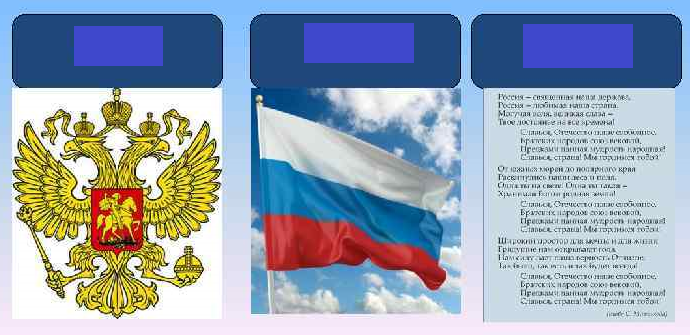 Россия – священная наша держава,
Россия – любимая наша страна.
Могучая воля, великая слава –
Твое достоянье на все времена!
Славься, Отечество наше свободное,
Братских народов союз вековой,
Предками данная мудрость народная!
Славься, страна! Мы гордимся тобой!
От южных морей до полярного края
Раскинулись наши леса и поля.
Одна ты на свете! Одна ты такая –
Хранимая Богом родная земля!
Славься, Отечество наше свободное,
Братских народов союз вековой,
Предками данная мудрость народная!
Славься, страна! Мы гордимся тобой!
Широкий простор для мечты и для жизни
Грядущие нам открывают года.
Нам силу дает наша верность Отчизне.
Так было, так есть и так будет всегда!
Славься, Отечество наше свободное,
Братских народов союз вековой,
Предками данная мудрость народная!
Славься, страна! Мы гордимся тобой!
(слова С. Михалкова)